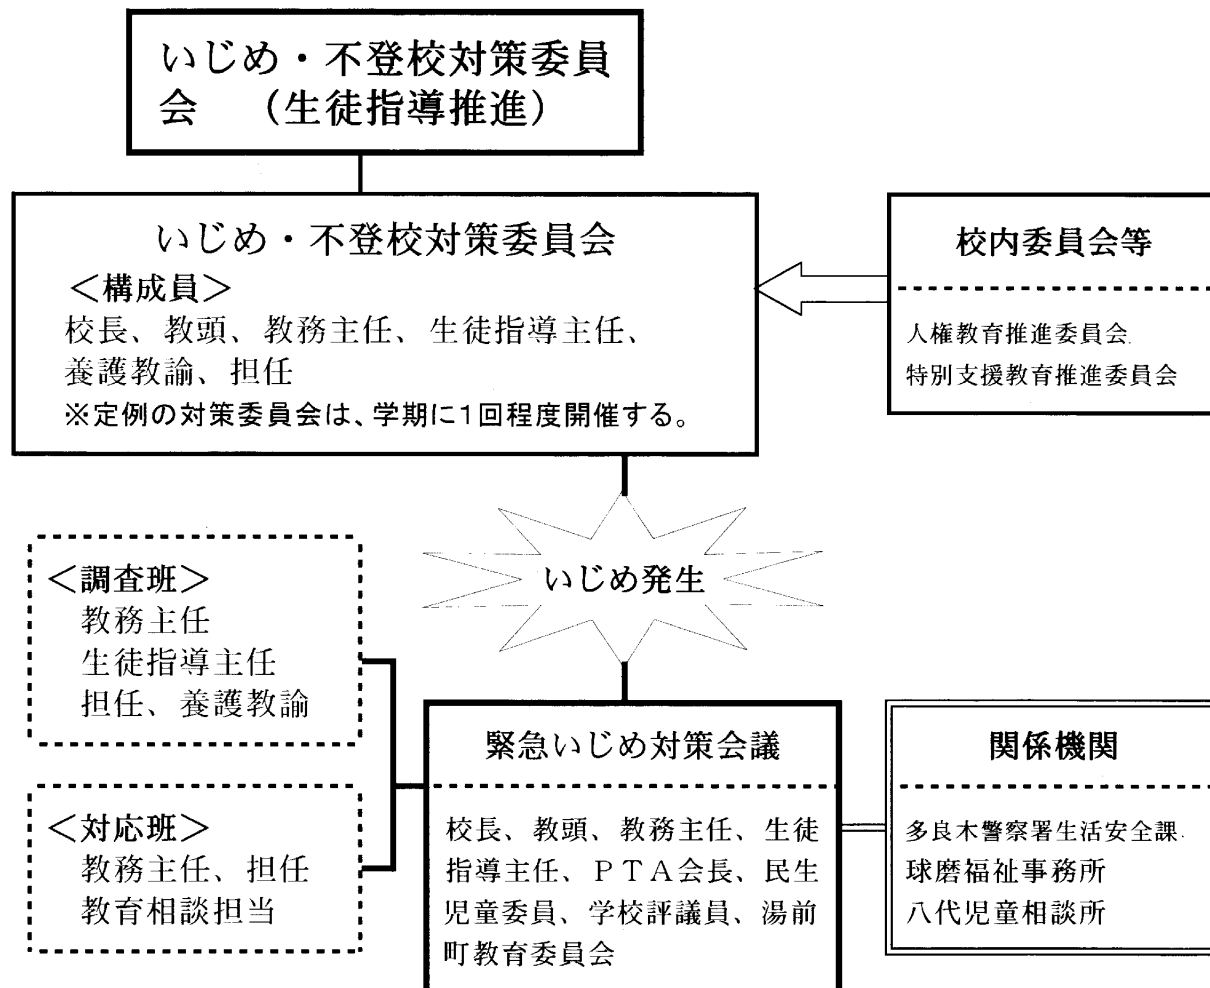 いじめ・不登校対策委員
会　（生徒指導推進）
いじめ・不登校対策委員会
＜構成員＞
校長、教頭、教務主任、生徒指導主任、
養護教諭、担任
※定例の対策委員会は、学期に１回程度開催する。
校内委員会等
人権教育推進委員会
特別支援教育推進委員会
いじめ発生
＜調査班＞
教務主任
生徒指導主任
担任、養護教諭
＜対応班＞
教務主任、担任
教育相談担当
緊急いじめ対策会議
校長、教頭、教務主任、生徒
指導主任、ＰＴＡ会長、民生
児童委員、学校評議員、湯前
町教育委員会
関係機関
多良木警察署生活安全課
球磨福祉事務所
八代児童相談所